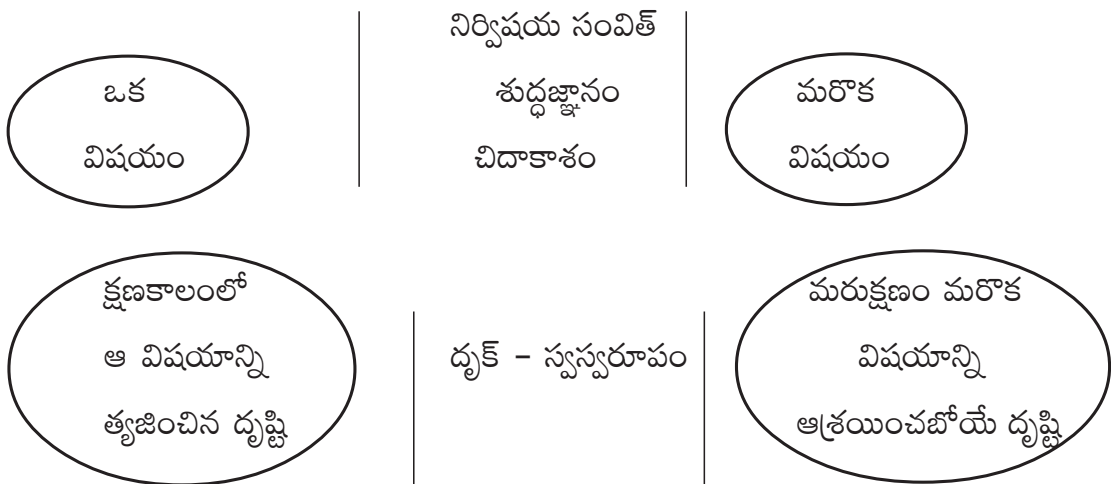 నిర్విషయ సంవిత్
ఒక
విషయం
శుద్ధజ్ఞానం
చిదాకాశం
మరొక
విషయం
క్షణకాలంలో
ఆ విషయాన్ని
త్యజించిన దృష్టి
దృక్ - స్వస్వరూపం
మరుక్షణం మరొక
విషయాన్ని
ఆశ్రయించబోయే దృష్టి